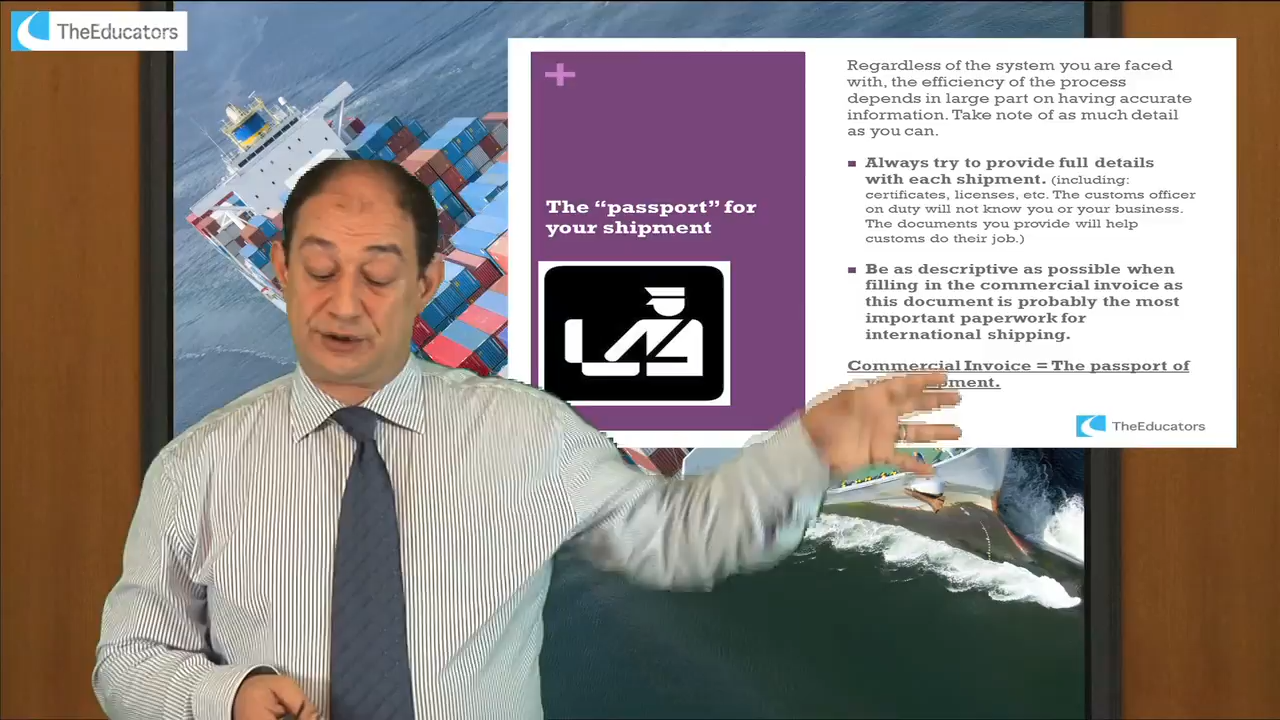 TheEducators
+
The “passport” for
your shipment
Regardless of the system you are faced
with, the efficiency of the process
depends in large part on having accurate
information. Take note of as much detail
as you can.
▪ Always try to provide full details
with each shipment. (including:
certificates, licenses, etc. The customs officer
on duty will not know you or your business.
The documents you provide will help
customs do their job.)
▪ Be as descriptive as possible when
filling in the commercial invoice as
this document is probably the most
important paperwork for
international shipping.
Commercial Invoice = The passport of
TheEducators